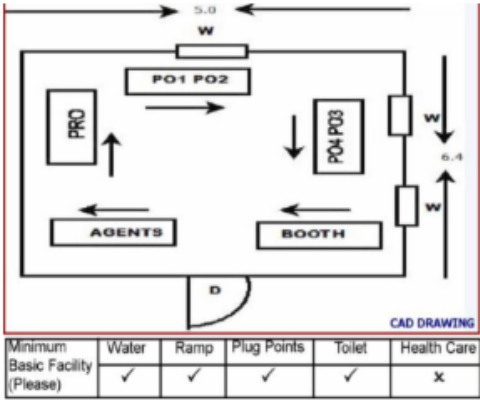 5.0
W
PO1 PO2
PRO
PO4 PO3
W
6.4
W
AGENTS
BOOTH
D
CAD DRAWING
Minimum Basic Facility (Please) Water Ramp Plug Points Toilet Health Care
✓ ✓ ✓ ✓ x